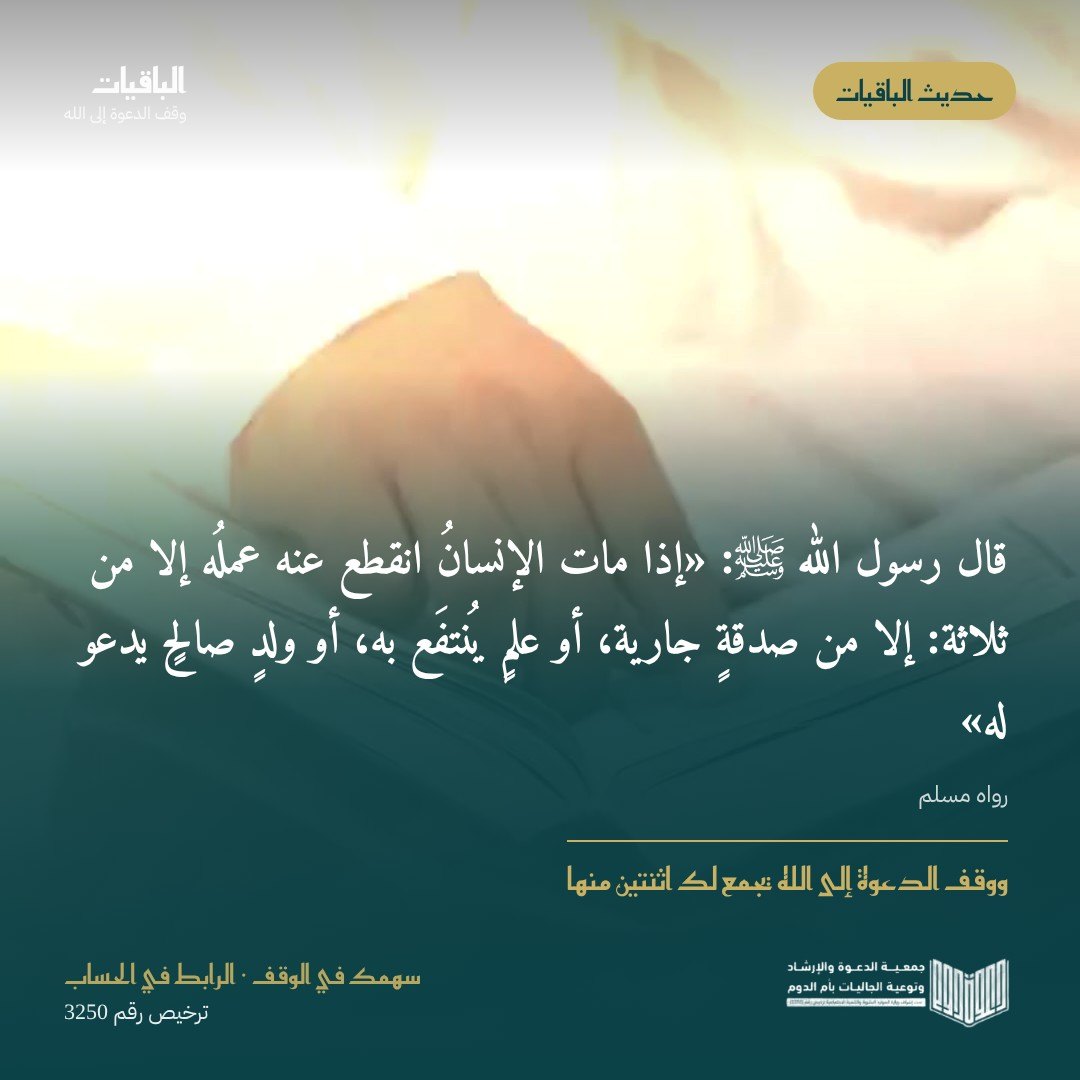 حديث الباقيات
الباقيات
وقف الدعوة إلى الله
قال رسول الله ﷺ: «إذا مات الإنسانُ انقطع عنه عملُه إلا من
ثلاثة: إلا من صدقةٍ جارية، أو علمٍ يُنتفَع به، أو ولدٍ صالحٍ يدعو
له»
رواه مسلم
ووقف الدعوة إلى الله تجمع لك اثنتين منها
جمعية الدعوة والإرشاد
وتوعية الجاليات بأم الدوم
سهمك في الوقف · الرابط في الحساب
ترخيص رقم 3250